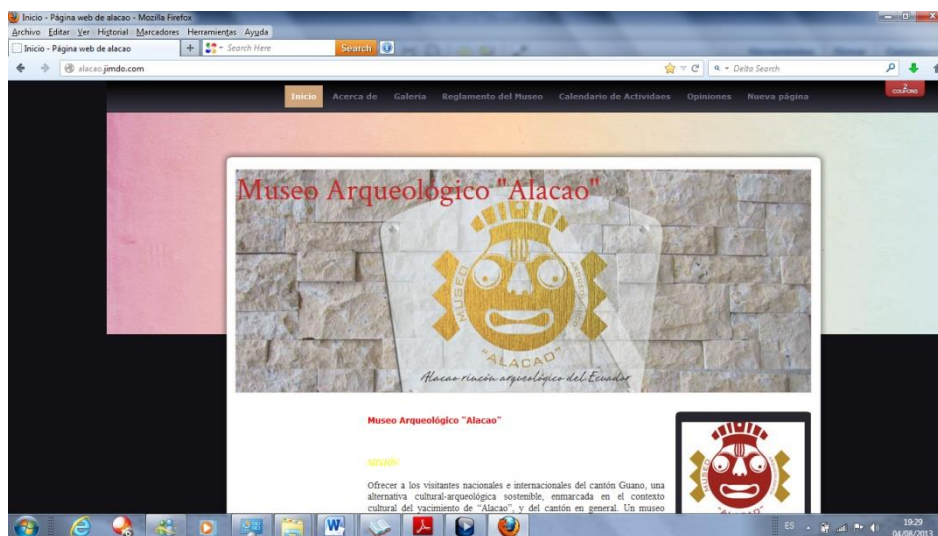 Inicio - Página web de alacao - Mozilla Firefox
Archivo Editar Ver Historial Marcadores Herramientas Ayuda
Inicio - Página web de alacao
Search Here
Search
alacao.jimdo.com
Delta Search
Inicio Acerca de Galeria Reglamento del Museo Calendario de Actividaes Opiniones Nueva página
2
COUPONS
Museo Arqueológico "Alacao"
MUSEO
ARQUEOLÓGICO
"ALACAO"
Alacao rincón arqueológico del Ecuador
Museo Arqueológico "Alacao"
MISIÓN
Ofrecer a los visitantes nacionales e internacionales del cantón Guano, una
alternativa cultural-arqueológica sostenible, enmarcada en el contexto
cultural del yacimiento de "Alacao", y del cantón en general. Un museo
MUSEO
ES
19:29
04/08/2013